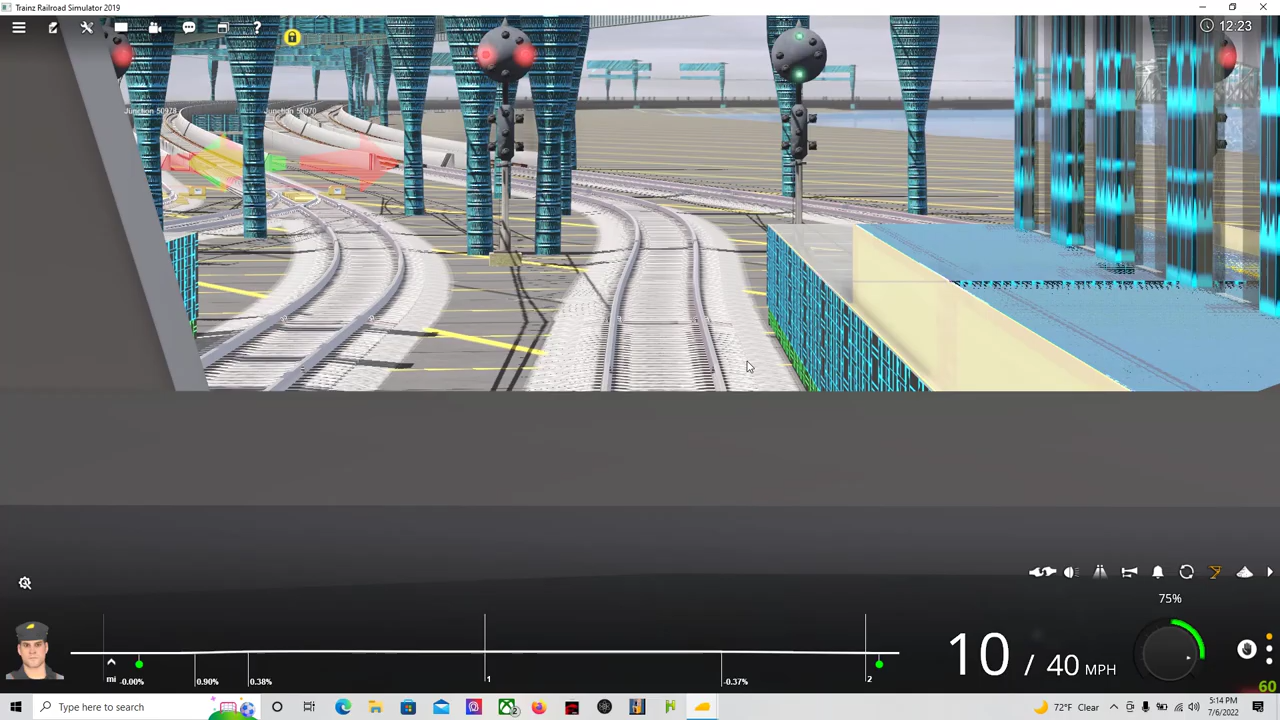 Trainz Railroad Simulator 2019
12:23
Junction 50978
Junction 50970
75%
10 / 40 MPH
mi -0.00% 0.90% 0.38% 1 -0.37% 2
60
Type here to search
72°F Clear
5:14 PM
7/6/2022